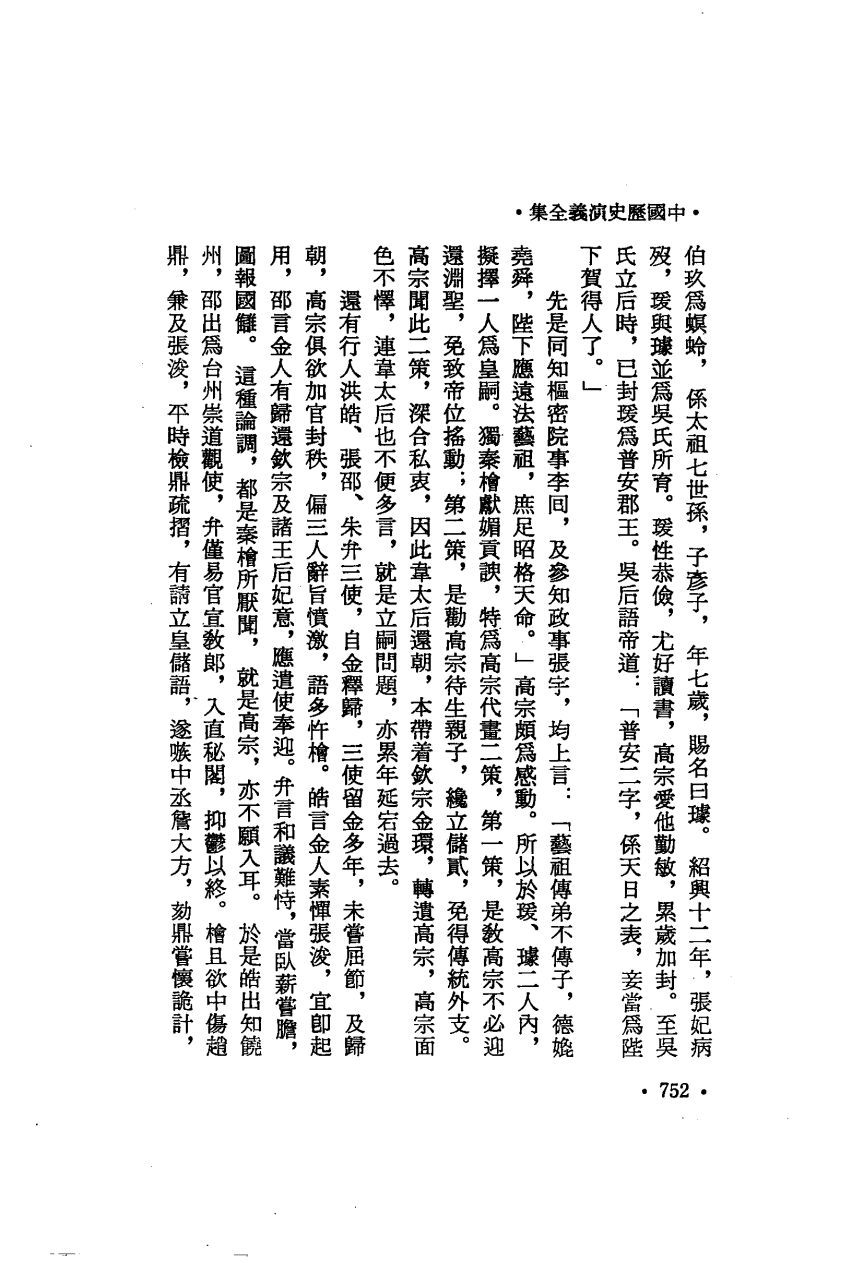 ·中國歷史演義全集·
伯玖爲螟蛉，係太祖七世孫，子彥子，年七歲，賜名曰璩。紹興十二年，張妃病
歿，瑗與璩並爲吳氏所育。瑗性恭儉，尤好讀書，高宗愛他勤敏，累歲加封。至吳
氏立后時，已封瑗爲普安郡王。吳后語帝道：「普安二字，係天日之表，妾當爲陛
下賀得人了。」
先是同知樞密院事李回，及參知政事張宇，均上言：「藝祖傳弟不傳子，德媲
堯舜，陛下應遠法藝祖，庶足昭格天命。」高宗頗爲感動。所以於瑗、璩二人內，
擬擇一人爲皇嗣。獨秦檜獻媚貢諛，特爲高宗代畫二策，第一策，是教高宗不必迎
還淵聖，免致帝位搖動；第二策，是勸高宗待生親子，纔立儲貳，免得傳統外支。
高宗聞此二策，深合私衷，因此韋太后還朝，本帶着欽宗金環，轉遺高宗，高宗面
色不懌，連韋太后也不便多言，就是立嗣問題，亦累年延宕過去。
還有行人洪皓、張邵、朱弁三使，自金釋歸，三使留金多年，未嘗屈節，及歸
朝，高宗俱欲加官封秩，偏三人辭旨憤激，語多忤檜。皓言金人素憚張浚，宜卽起
用，邵言金人有歸還欽宗及諸王后妃意，應遣使奉迎。弁言和議難恃，當臥薪嘗膽，
圖報國讎。這種論調，都是秦檜所厭聞，就是高宗，亦不願入耳。於是皓出知饒
州，邵出爲台州崇道觀使，弁僅易官宣教郎，入直秘閣，抑鬱以終。檜且欲中傷趙
鼎，兼及張浚，平時檢鼎疏摺，有請立皇儲語，遂嗾中丞詹大方，劾鼎嘗懷詭計，
·752·